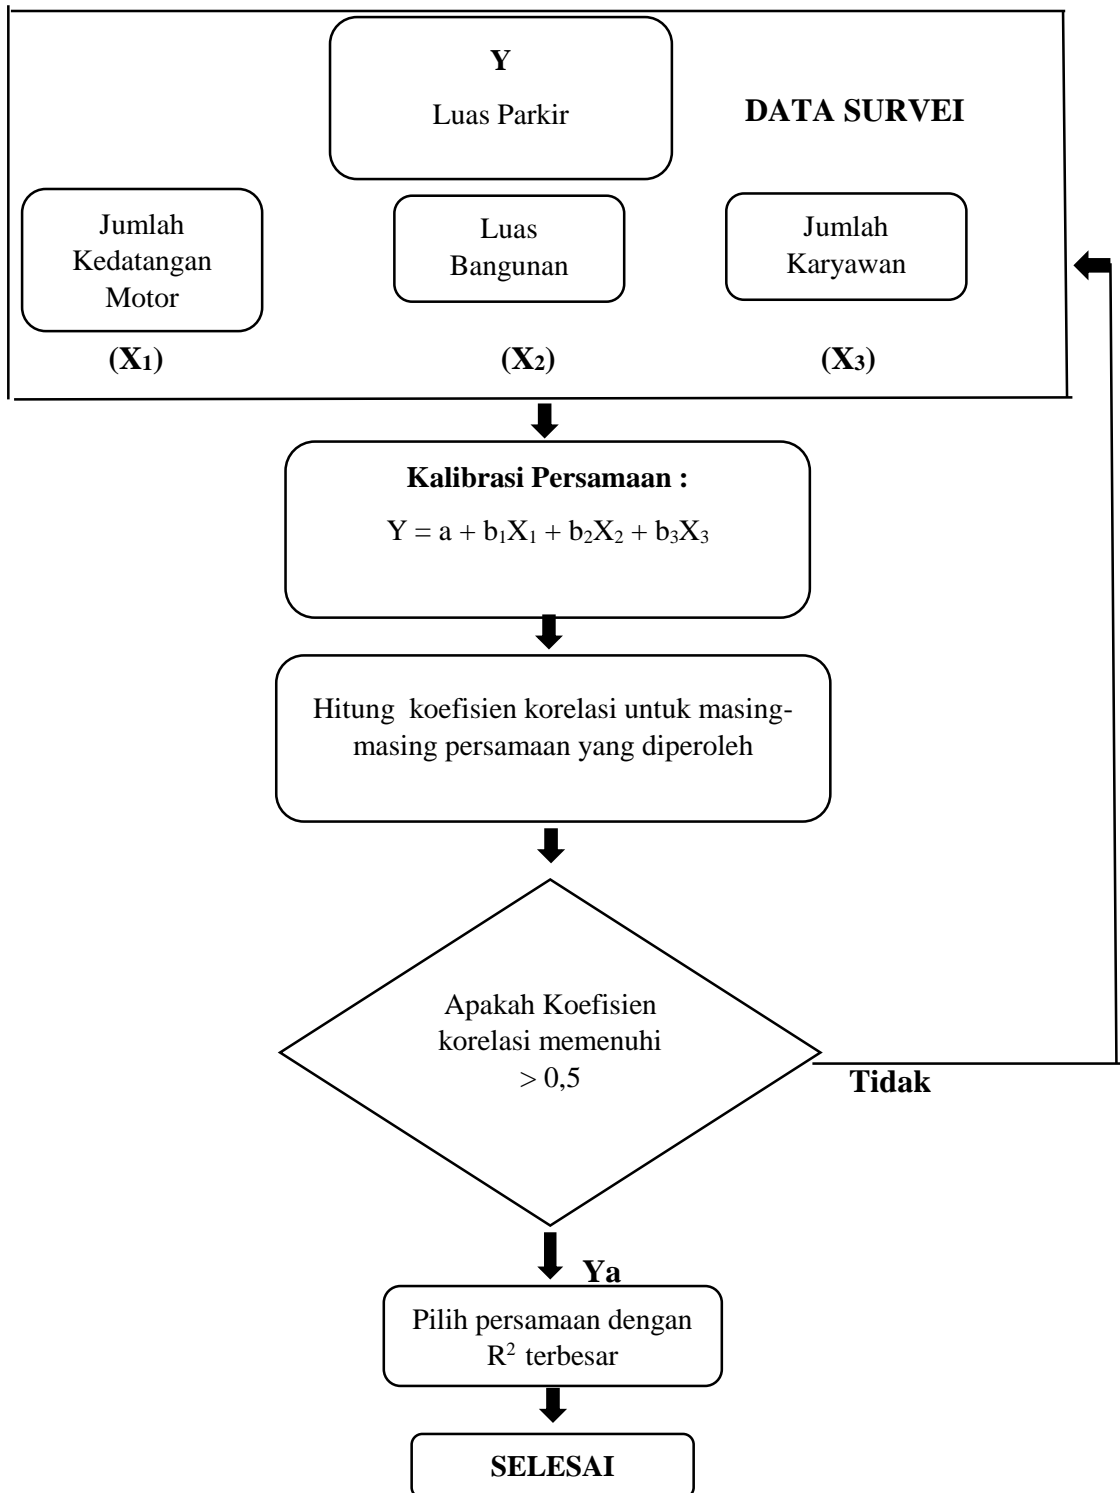 Y
Luas Parkir
DATA SURVEI
Jumlah
Kedatangan
Motor
Luas
Bangunan
Jumlah
Karyawan
(X₁)
(X₂)
(X₃)
Kalibrasi Persamaan :
Y = a + b₁X₁ + b₂X₂ + b₃X₃
Hitung koefisien korelasi untuk masing-
masing persamaan yang diperoleh
Apakah Koefisien
korelasi memenuhi
> 0,5
Tidak
Ya
Pilih persamaan dengan
R² terbesar
SELESAI